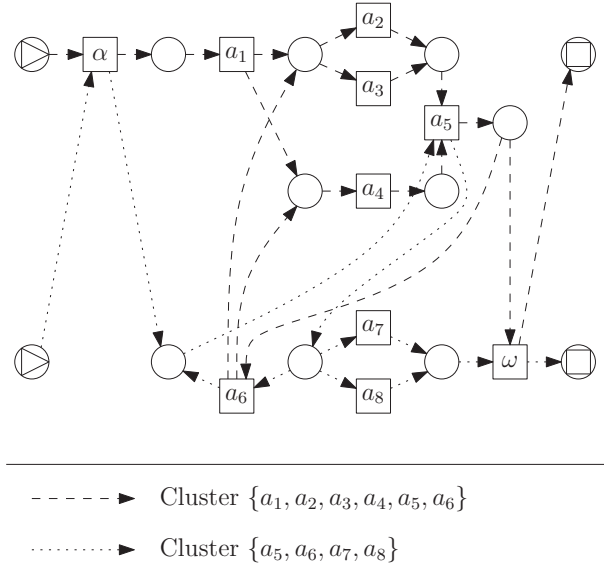 a₂
α
a₁
a₃
a₅
a₄
a₇
ω
a₆
a₈
Cluster {a₁, a₂, a₃, a₄, a₅, a₆}
Cluster {a₅, a₆, a₇, a₈}